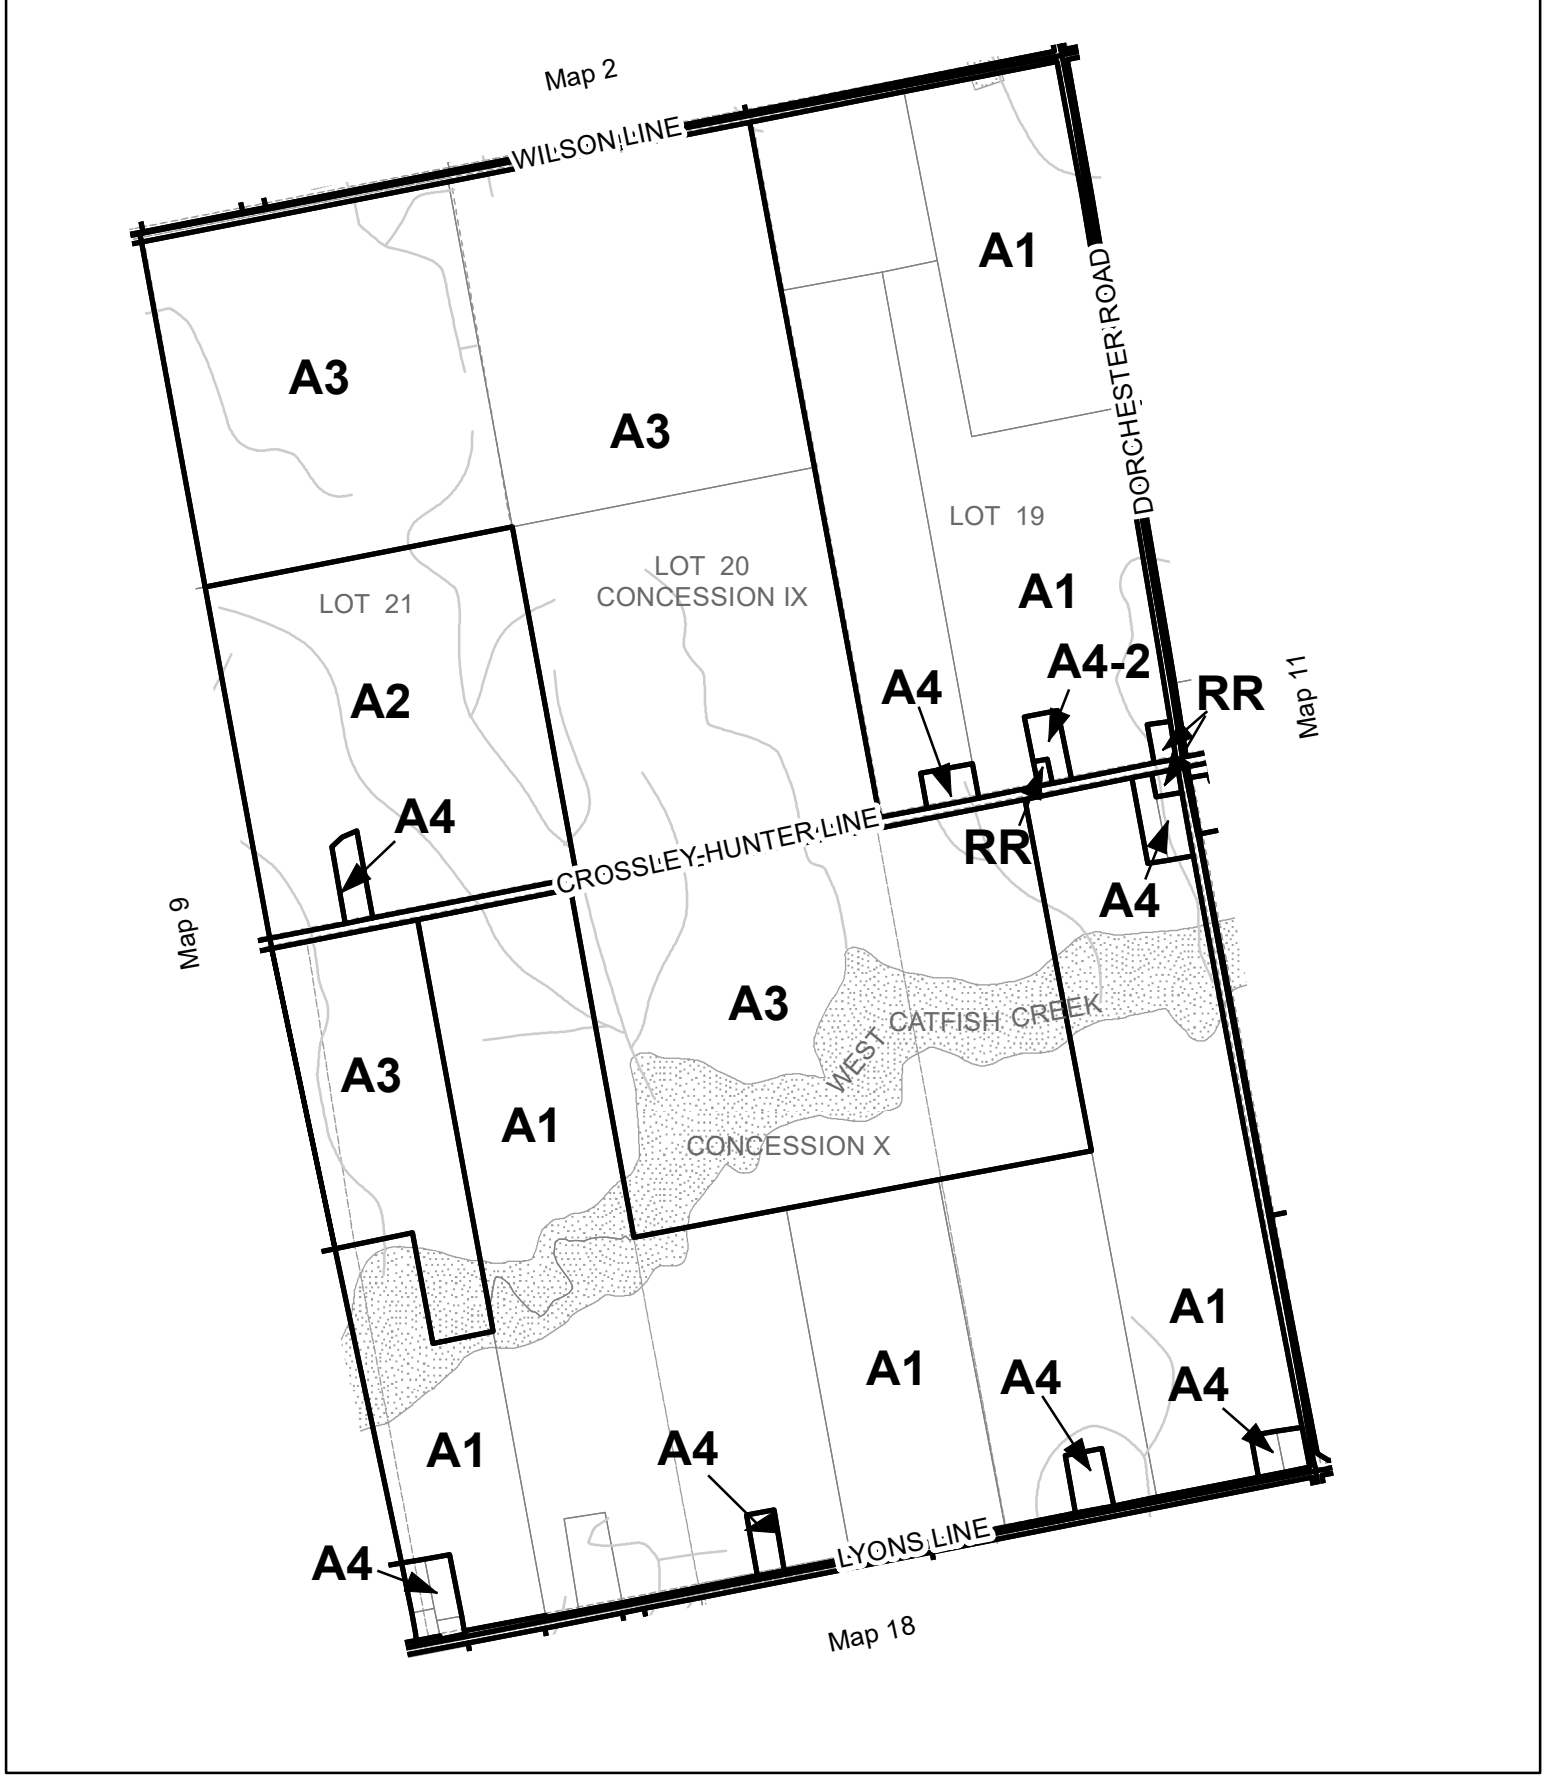 Map 2
WILSON LINE
A1
DORCHESTER ROAD
A3
A3
LOT 19
LOT 20
CONCESSION IX
LOT 21
A1
A4-2
A4
RR
Map 11
A2
A4
CROSSLEY-HUNTER LINE
RR
A4
Map 9
A3
WEST CATFISH CREEK
A3
A1
CONCESSION X
A1
A1
A4
A4
A1
A4
A4
LYONS LINE
Map 18